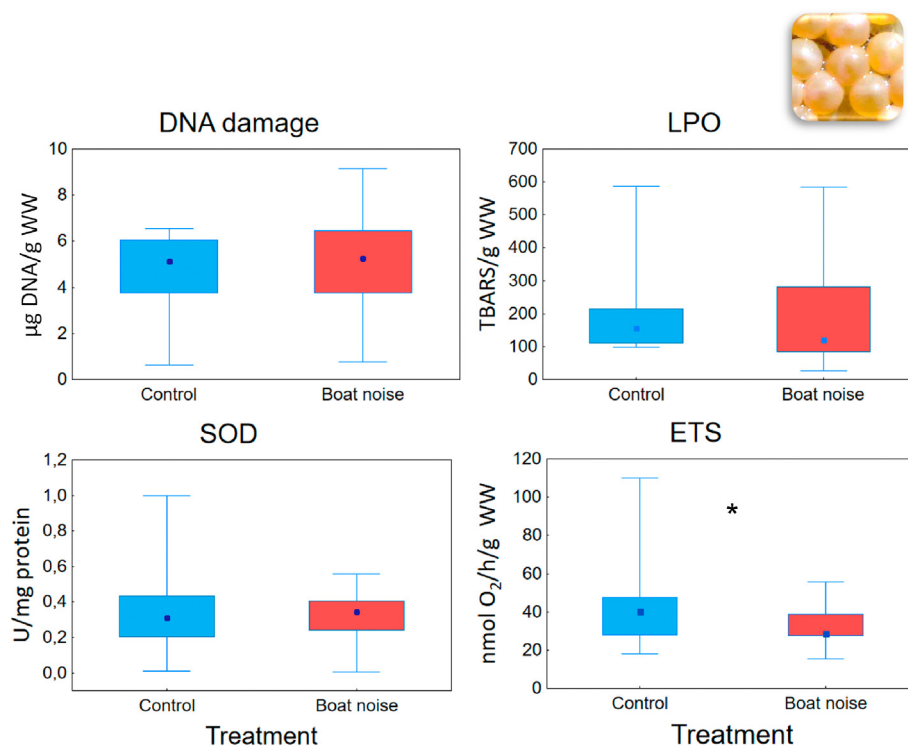 DNA damage
10
8
6
4
2
0
µg DNA/g WW
Control
Boat noise
LPO
700
600
500
400
300
200
100
0
TBARS/g WW
Control
Boat noise
SOD
1,2
1,0
0,8
0,6
0,4
0,2
0,0
U/mg protein
Control
Boat noise
Treatment
ETS
120
100
80
60
40
20
0
nmol O₂/h/g WW
*
Control
Boat noise
Treatment